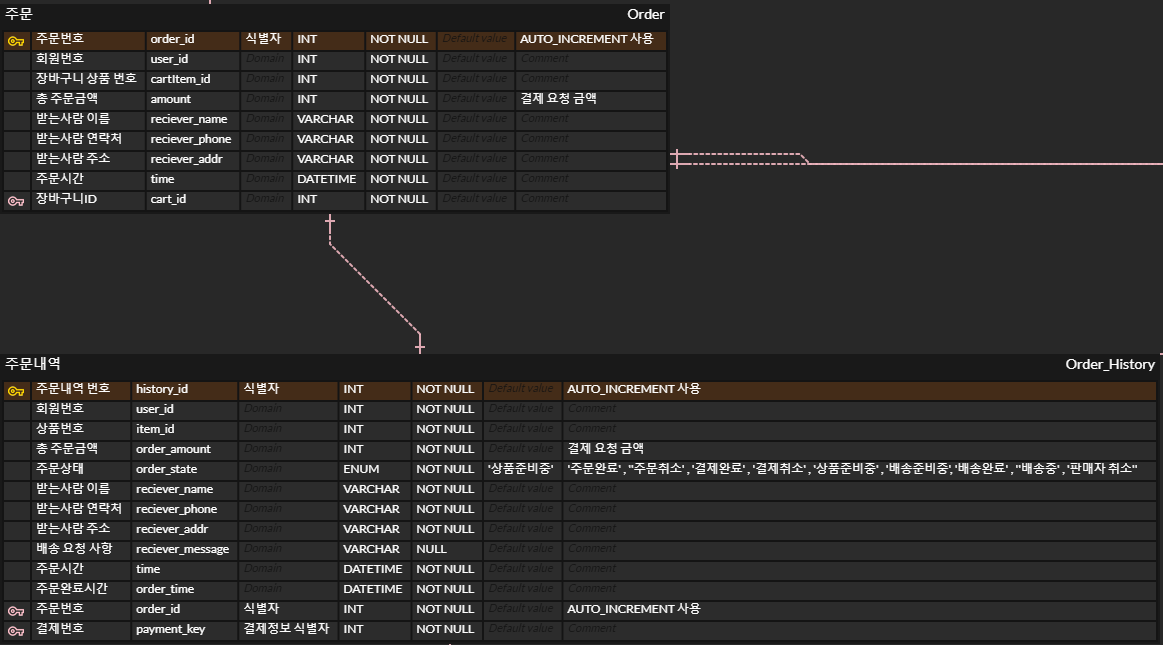 주문 Order
주문번호 order_id 식별자 INT NOT NULL Default value AUTO_INCREMENT 사용
회원번호 user_id Domain INT NOT NULL Default value Comment
장바구니 상품 번호 cartItem_id Domain INT NOT NULL Default value Comment
총 주문금액 amount Domain INT NOT NULL Default value 결제 요청 금액
받는사람 이름 reciever_name Domain VARCHAR NOT NULL Default value Comment
받는사람 연락처 reciever_phone Domain VARCHAR NOT NULL Default value Comment
받는사람 주소 reciever_addr Domain VARCHAR NOT NULL Default value Comment
주문시간 time Domain DATETIME NOT NULL Default value Comment
장바구니ID cart_id Domain INT NOT NULL Default value Comment
주문내역 Order_History
주문내역 번호 history_id 식별자 INT NOT NULL Default value AUTO_INCREMENT 사용
회원번호 user_id Domain INT NOT NULL Default value Comment
상품번호 item_id Domain INT NOT NULL Default value Comment
총 주문금액 order_amount Domain INT NOT NULL Default value 결제 요청 금액
주문상태 order_state Domain ENUM NOT NULL '상품준비중' '주문완료' , "주문취소' , '결제완료' , '결제취소' , '상품준비중' , '배송준비중', '배송완료' , "배송중' , '판매자 취소"
받는사람 이름 reciever_name Domain VARCHAR NOT NULL Default value Comment
받는사람 연락처 reciever_phone Domain VARCHAR NOT NULL Default value Comment
받는사람 주소 reciever_addr Domain VARCHAR NOT NULL Default value Comment
배송 요청 사항 reciever_message Domain VARCHAR NULL Default value Comment
주문시간 time Domain DATETIME NOT NULL Default value Comment
주문완료시간 order_time Domain DATETIME NOT NULL Default value Comment
주문번호 order_id 식별자 INT NOT NULL Default value AUTO_INCREMENT 사용
결제번호 payment_key 결제정보 식별자 INT NOT NULL Default value Comment